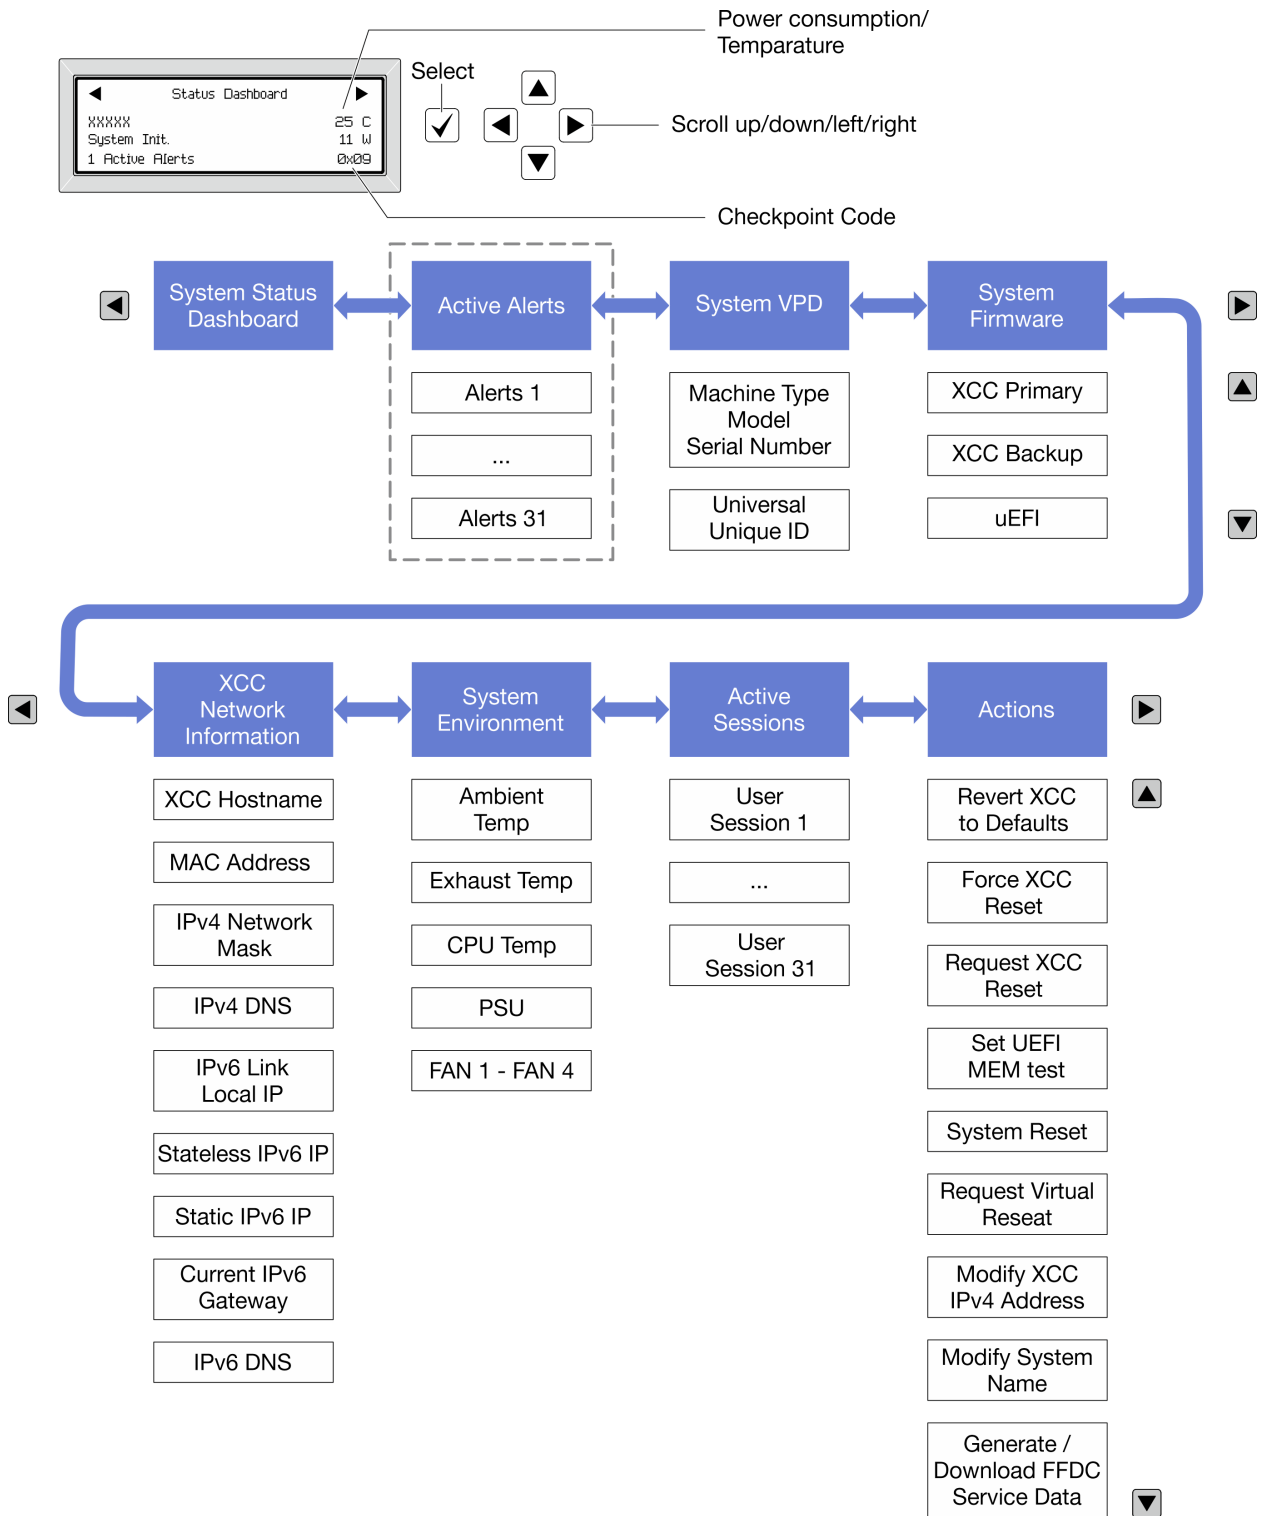 Power consumption/
Temparature
Select
Status Dashboard
XXXXX 25 C
System Init. 11 W
1 Active Alerts 0x09
Scroll up/down/left/right
Checkpoint Code
System Status
Dashboard
Active Alerts
Alerts 1
...
Alerts 31
System VPD
Machine Type
Model
Serial Number
Universal
Unique ID
System
Firmware
XCC Primary
XCC Backup
uEFI
XCC
Network
Information
XCC Hostname
MAC Address
IPv4 Network
Mask
IPv4 DNS
IPv6 Link
Local IP
Stateless IPv6 IP
Static IPv6 IP
Current IPv6
Gateway
IPv6 DNS
System
Environment
Ambient
Temp
Exhaust Temp
CPU Temp
PSU
FAN 1 - FAN 4
Active
Sessions
User
Session 1
...
User
Session 31
Actions
Revert XCC
to Defaults
Force XCC
Reset
Request XCC
Reset
Set UEFI
MEM test
System Reset
Request Virtual
Reseat
Modify XCC
IPv4 Address
Modify System
Name
Generate /
Download FFDC
Service Data